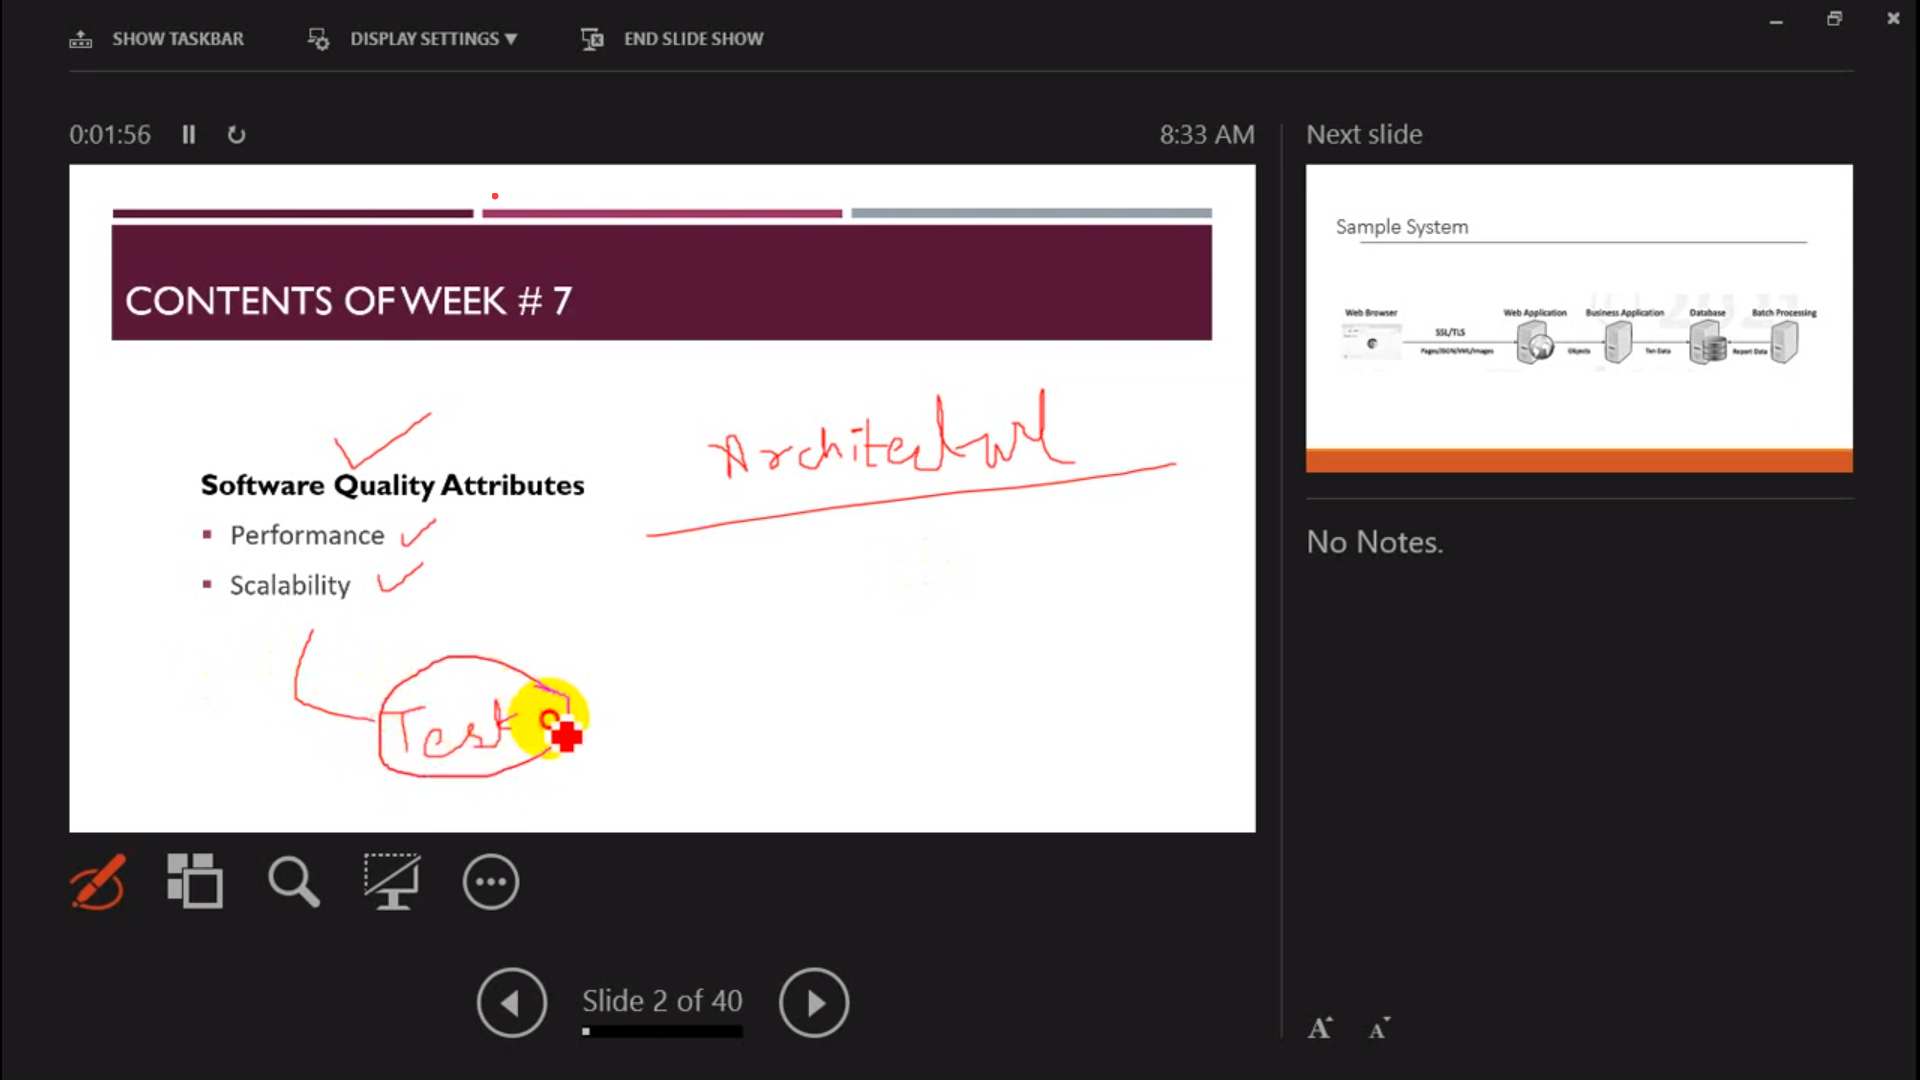 SHOW TASKBAR
DISPLAY SETTINGS
END SLIDE SHOW
0:01:56
8:33 AM
CONTENTS OF WEEK # 7
Architectural
Software Quality Attributes
Performance
Scalability
Test
Slide 2 of 40
Next slide
Sample System
Web Browser
Web Application
Business Application
Database
Batch Processing
SSL/TLS
Pages/JSON/XML/Images
Objects
Report Data
No Notes.
A A